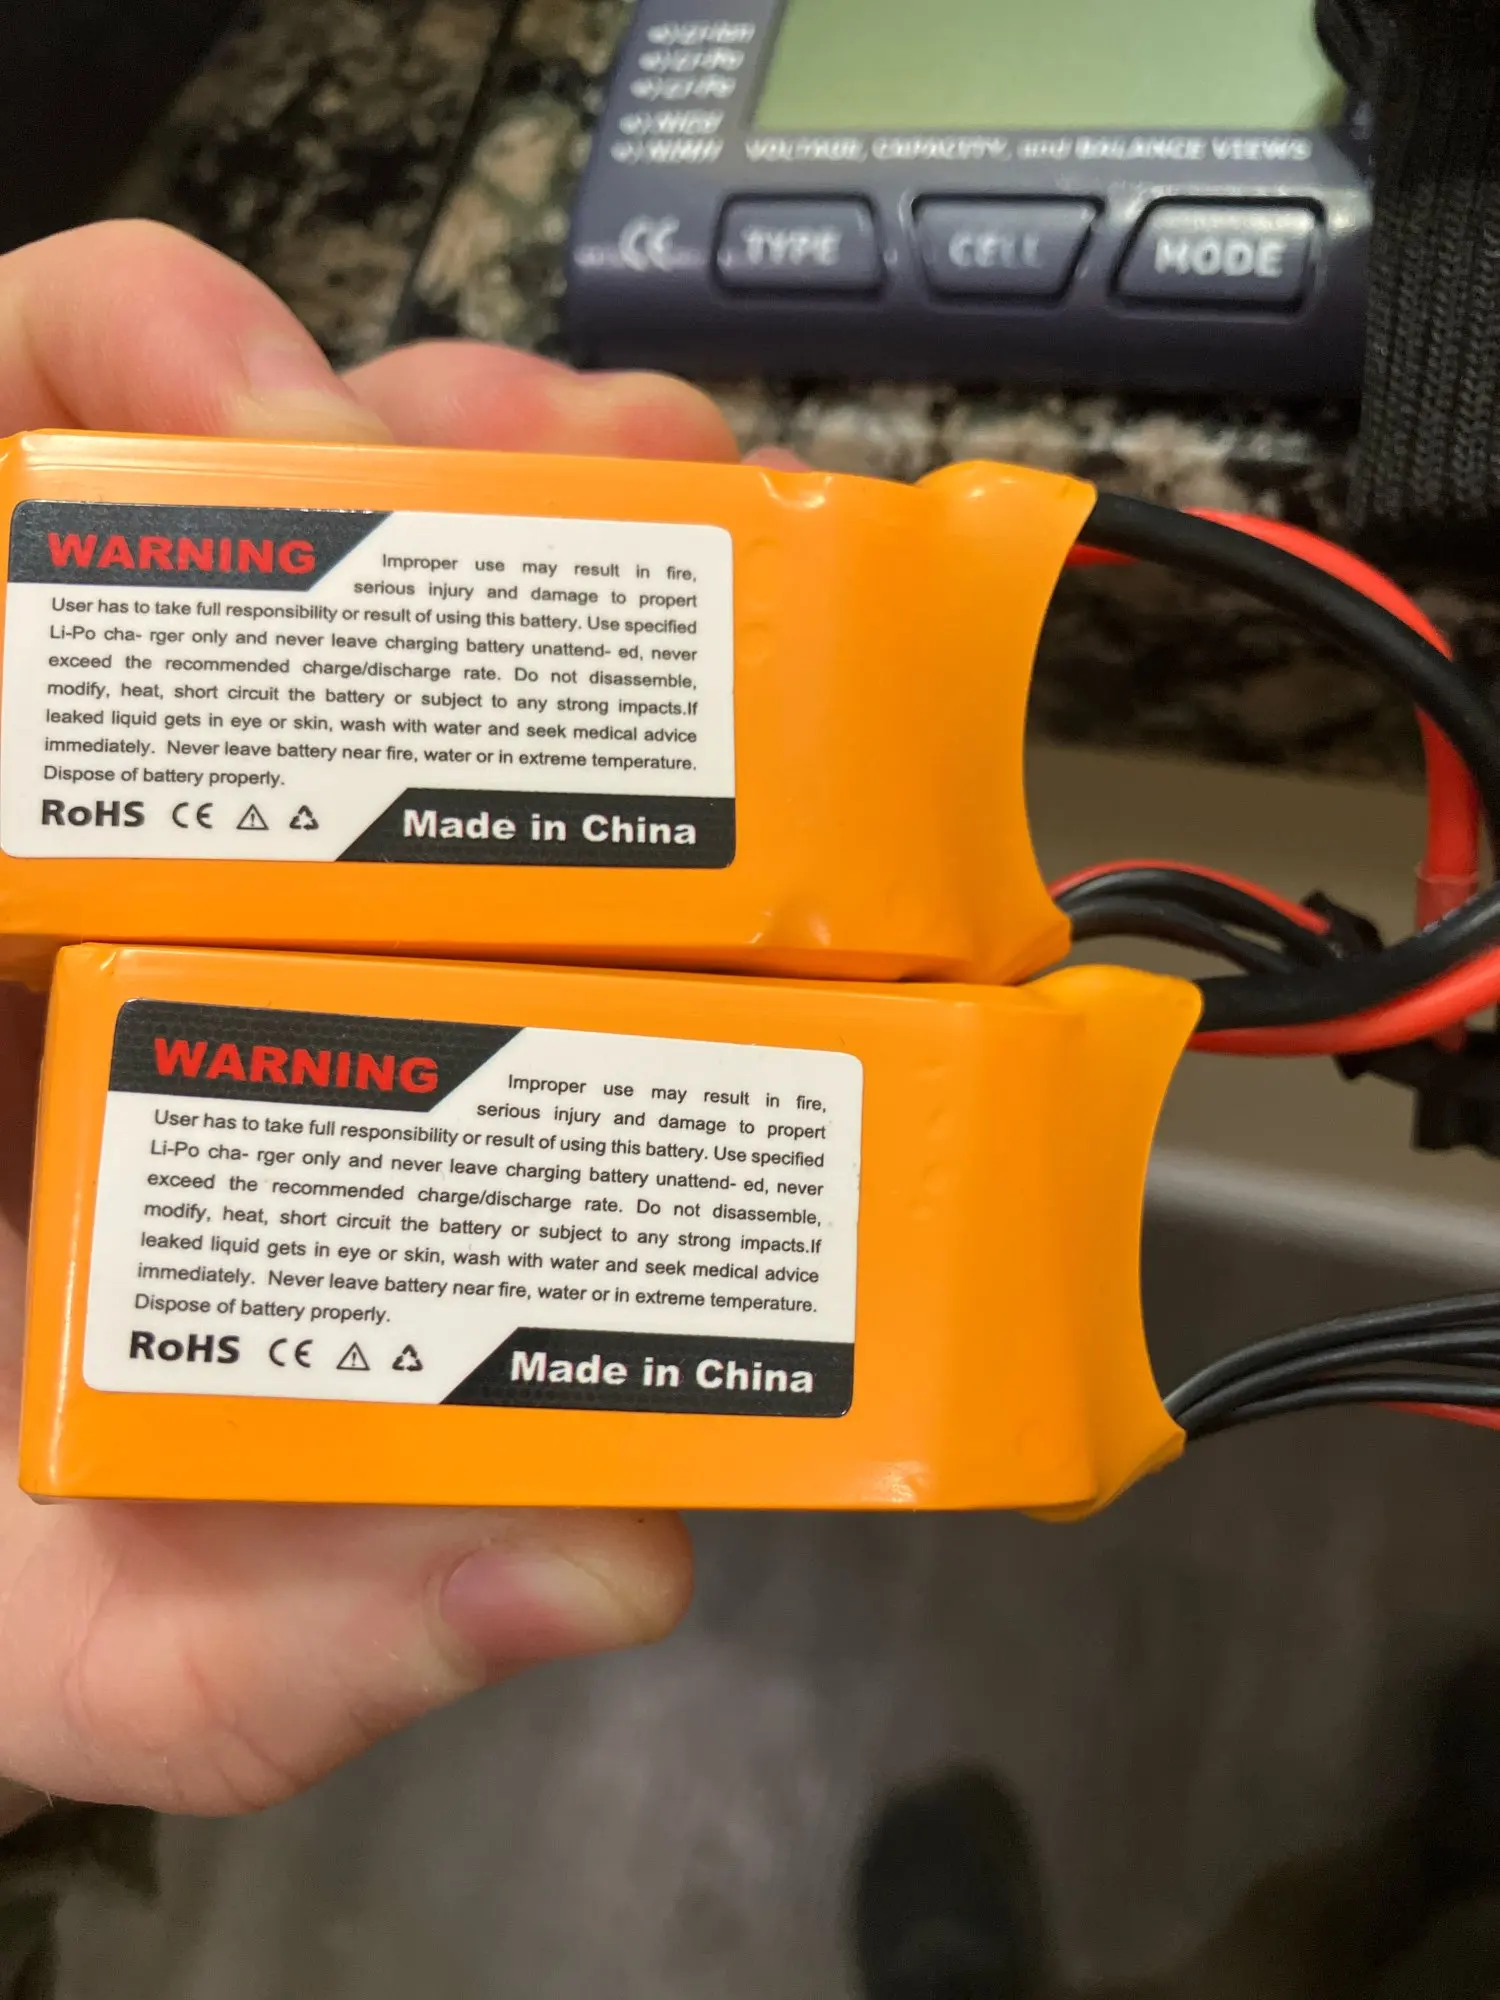 VOLTAGE, CAPACITY, and BALANCE VIEWS
CE TYPE CELL MODE
WARNING
Improper use may result in fire,
serious injury and damage to propert
User has to take full responsibility or result of using this battery. Use specified
Li-Po cha- rger only and never leave charging battery unattend- ed, never
exceed the recommended charge/discharge rate. Do not disassemble,
modify, heat, short circuit the battery or subject to any strong impacts.If
leaked liquid gets in eye or skin, wash with water and seek medical advice
immediately. Never leave battery near fire, water or in extreme temperature.
Dispose of battery properly.
RoHS CE
Made in China
WARNING
Improper use may result in fire,
serious injury and damage to propert
User has to take full responsibility or result of using this battery. Use specified
Li-Po cha- rger only and never leave charging battery unattend- ed, never
exceed the recommended charge/discharge rate. Do not disassemble,
modify, heat, short circuit the battery or subject to any strong impacts.If
leaked liquid gets in eye or skin, wash with water and seek medical advice
immediately. Never leave battery near fire, water or in extreme temperature.
Dispose of battery properly.
RoHS CE
Made in China